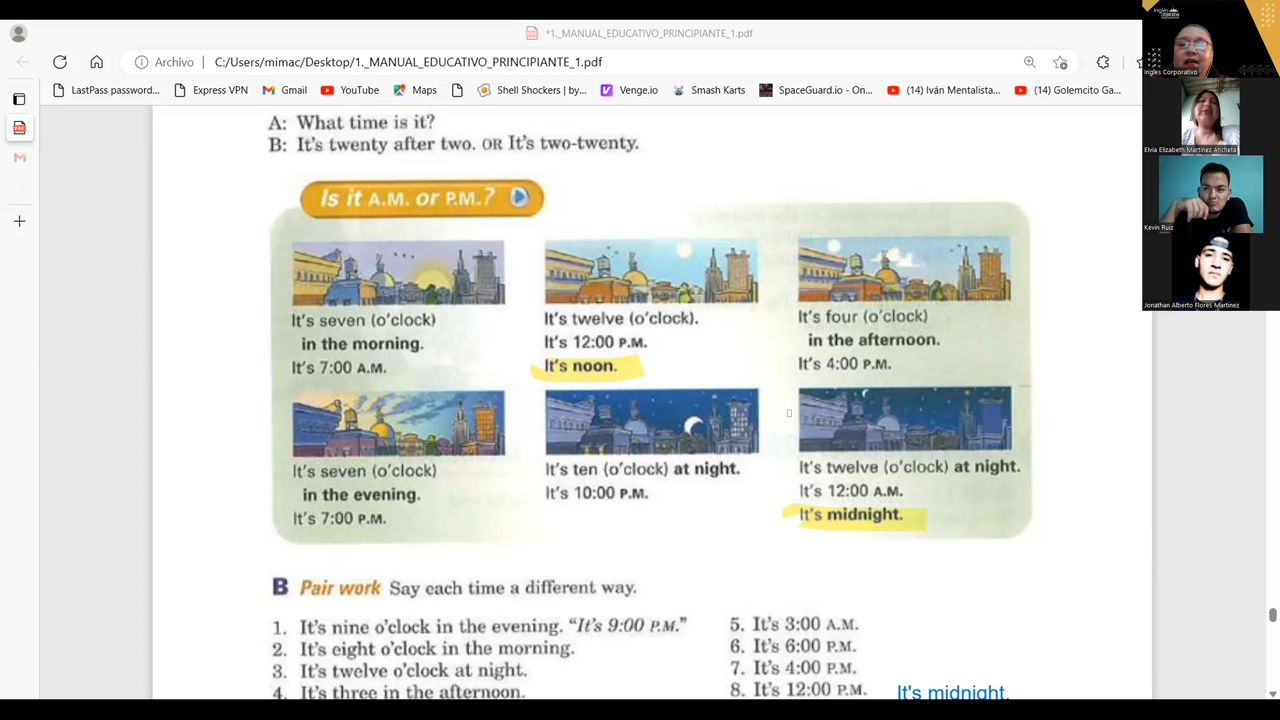 *1._MANUAL_EDUCATIVO_PRINCIPIANTE_1.pdf
Archivo C:/Users/mimac/Desktop/1._MANUAL_EDUCATIVO_PRINCIPIANTE_1.pdf
LastPass password... Express VPN Gmail YouTube Maps Shell Shockers | by... Venge.io Smash Karts SpaceGuard.io - On... (14) Iván Mentalista... (14) Golemcito Ga...
A: What time is it?
B: It's twenty after two. OR It's two-twenty.
Is it A.M. or P.M.?
It's seven (o'clock)
in the morning.
It's 7:00 A.M.
It's twelve (o'clock).
It's 12:00 P.M.
It's noon.
It's four (o'clock)
in the afternoon.
It's 4:00 P.M.
It's seven (o'clock)
in the evening.
It's 7:00 P.M.
It's ten (o'clock) at night.
It's 10:00 P.M.
It's twelve (o'clock) at night.
It's 12:00 A.M.
It's midnight.
B Pair work Say each time a different way.
1. It's nine o'clock in the evening. "It's 9:00 P.M."
2. It's eight o'clock in the morning.
3. It's twelve o'clock at night.
4. It's three in the afternoon.
5. It's 3:00 A.M.
6. It's 6:00 P.M.
7. It's 4:00 P.M.
8. It's 12:00 P.M. It's midnight.
Inglés Corporativo
Ingles Corporativo
Elvia Elizabeth Martinez Ancheta
Kevin Ruiz
Jonathan Alberto Flores Martinez